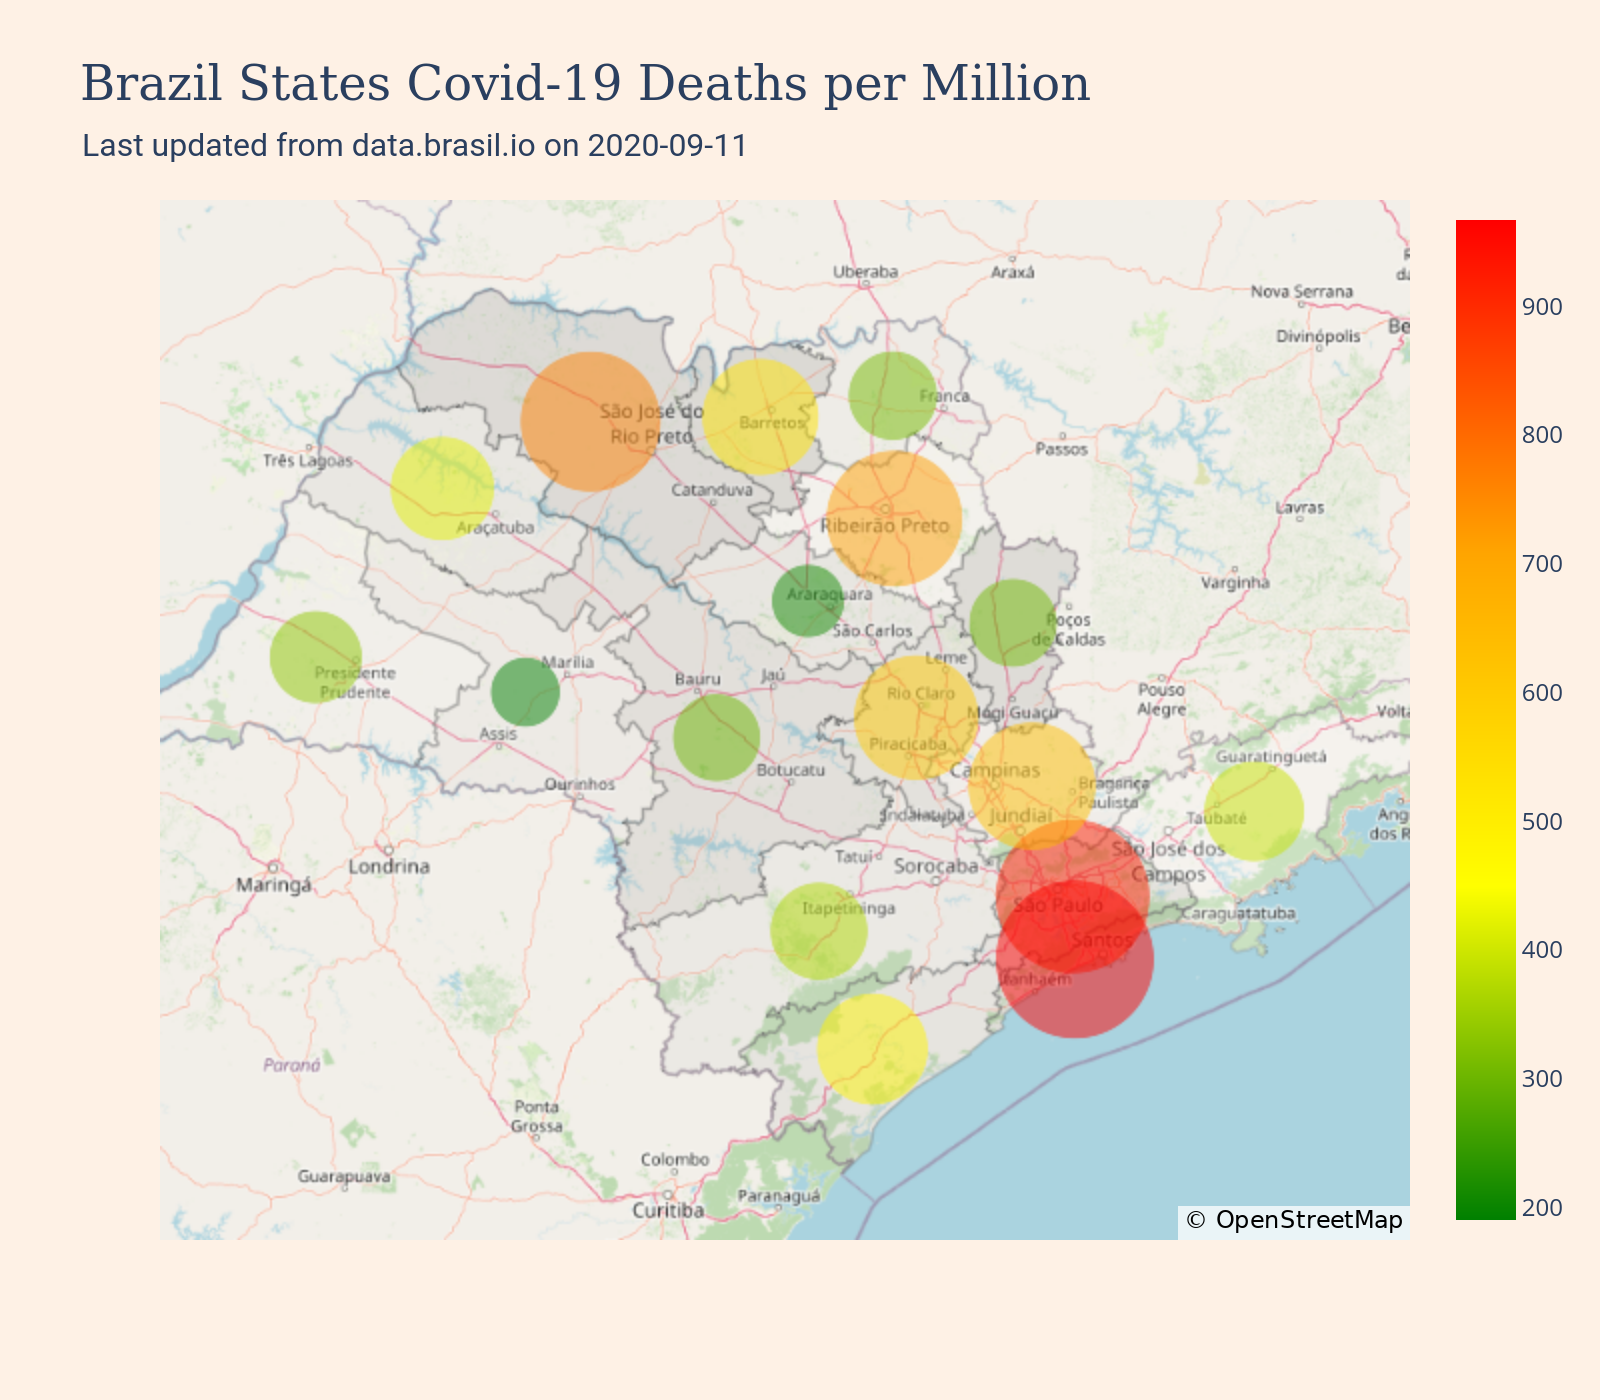 Brazil States Covid-19 Deaths per Million
Last updated from data.brasil.io on 2020-09-11
Uberaba
Araxá
Nova Serrana
Divinópolis
900
São José do
Rio Preto
Barretos
Franca
Passos
800
Três Lagoas
Catanduva
Araçatuba
Ribeirão Preto
Lavras
700
Varginha
Araraquara
São Carlos
Poços
de Caldas
Presidente
Prudente
Marília
Bauru
Jaú
Leme
Rio Claro
Mogi Guaçu
Pouso
Alegre
600
Assis
Piracicaba
Ourinhos
Botucatu
Campinas
Bragança
Paulista
Guaratinguetá
Indaiatuba
Jundiaí
Taubaté
500
Londrina
Maringá
Tatuí
Sorocaba
São José dos
Campos
Itapetininga
São Paulo
Caraguatatuba
Santos
Itanhaém
400
Paraná
300
Ponta
Grossa
Colombo
Guarapuava
Curitiba
Paranaguá
200
© OpenStreetMap